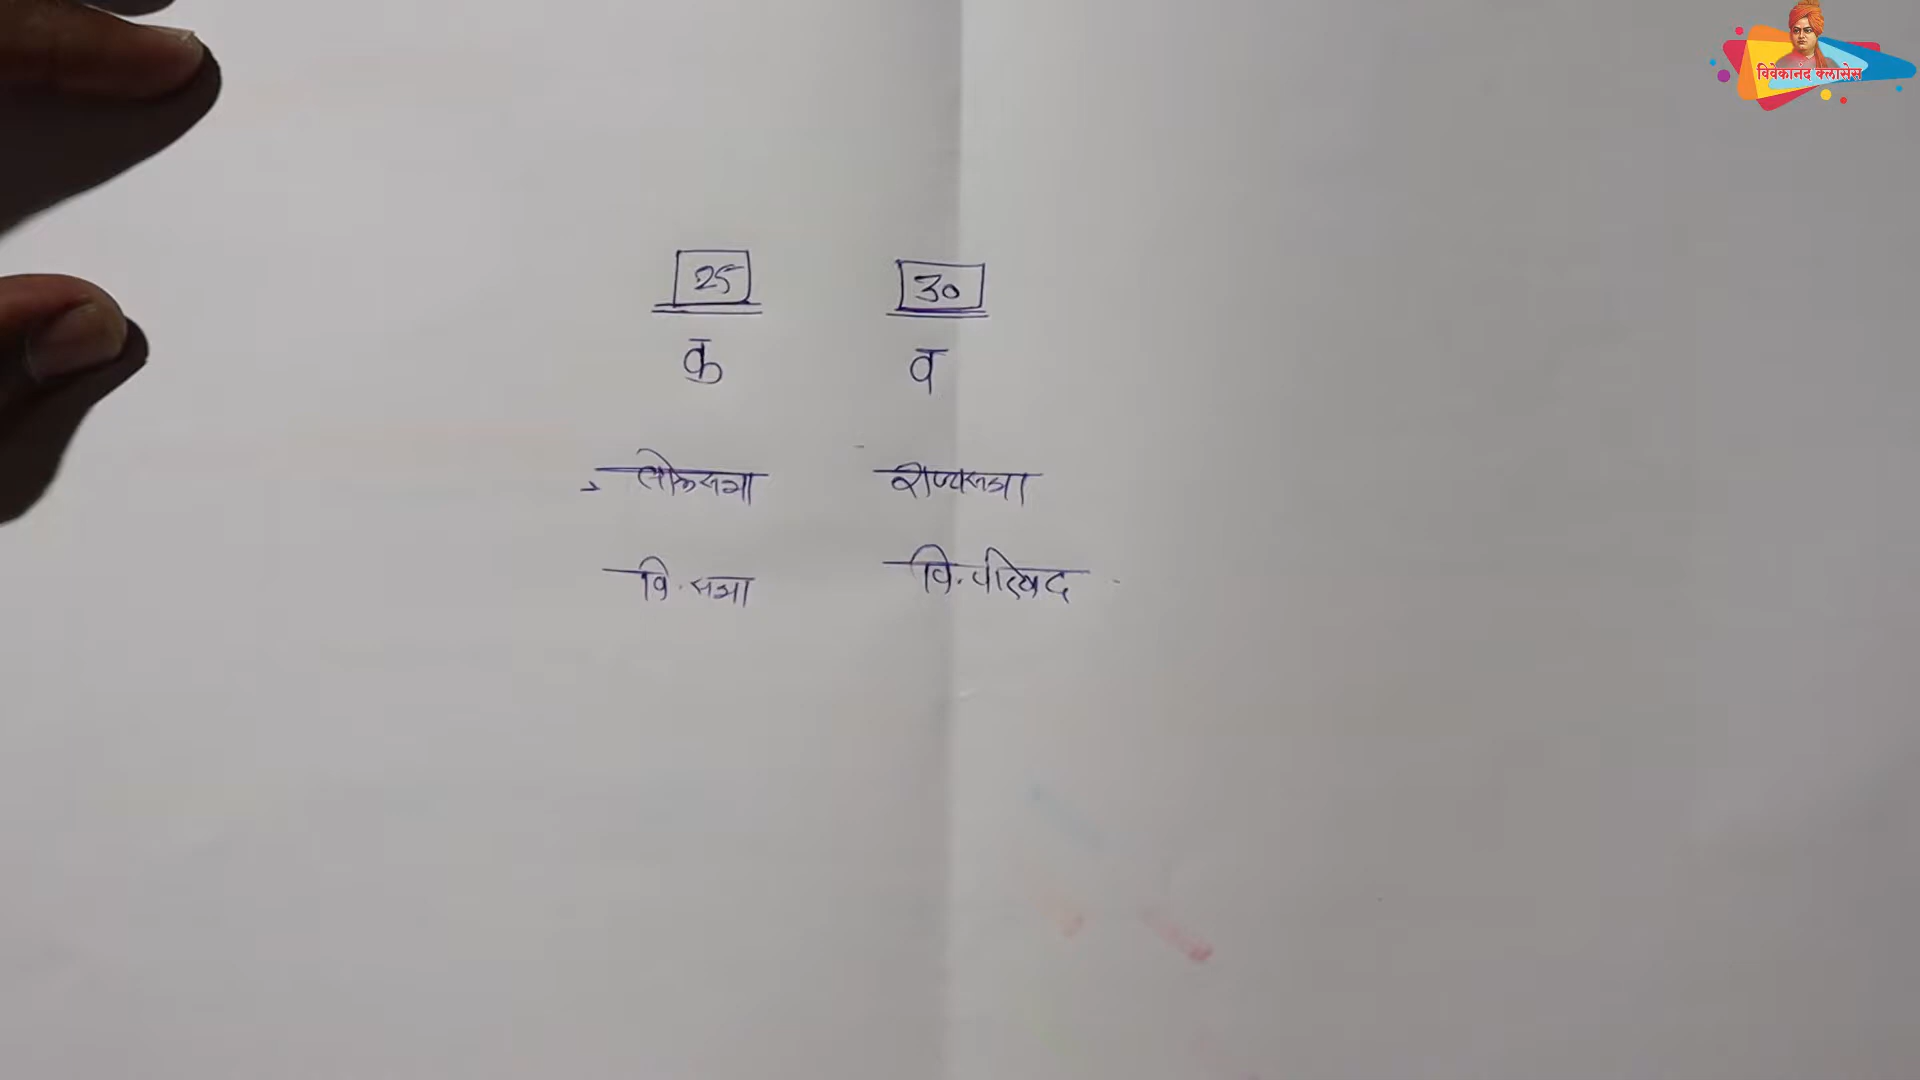 विवेकानंद क्लासेस
25 30
क व
लोकसभा राज्यसभा
वि. सभा वि. परिषद